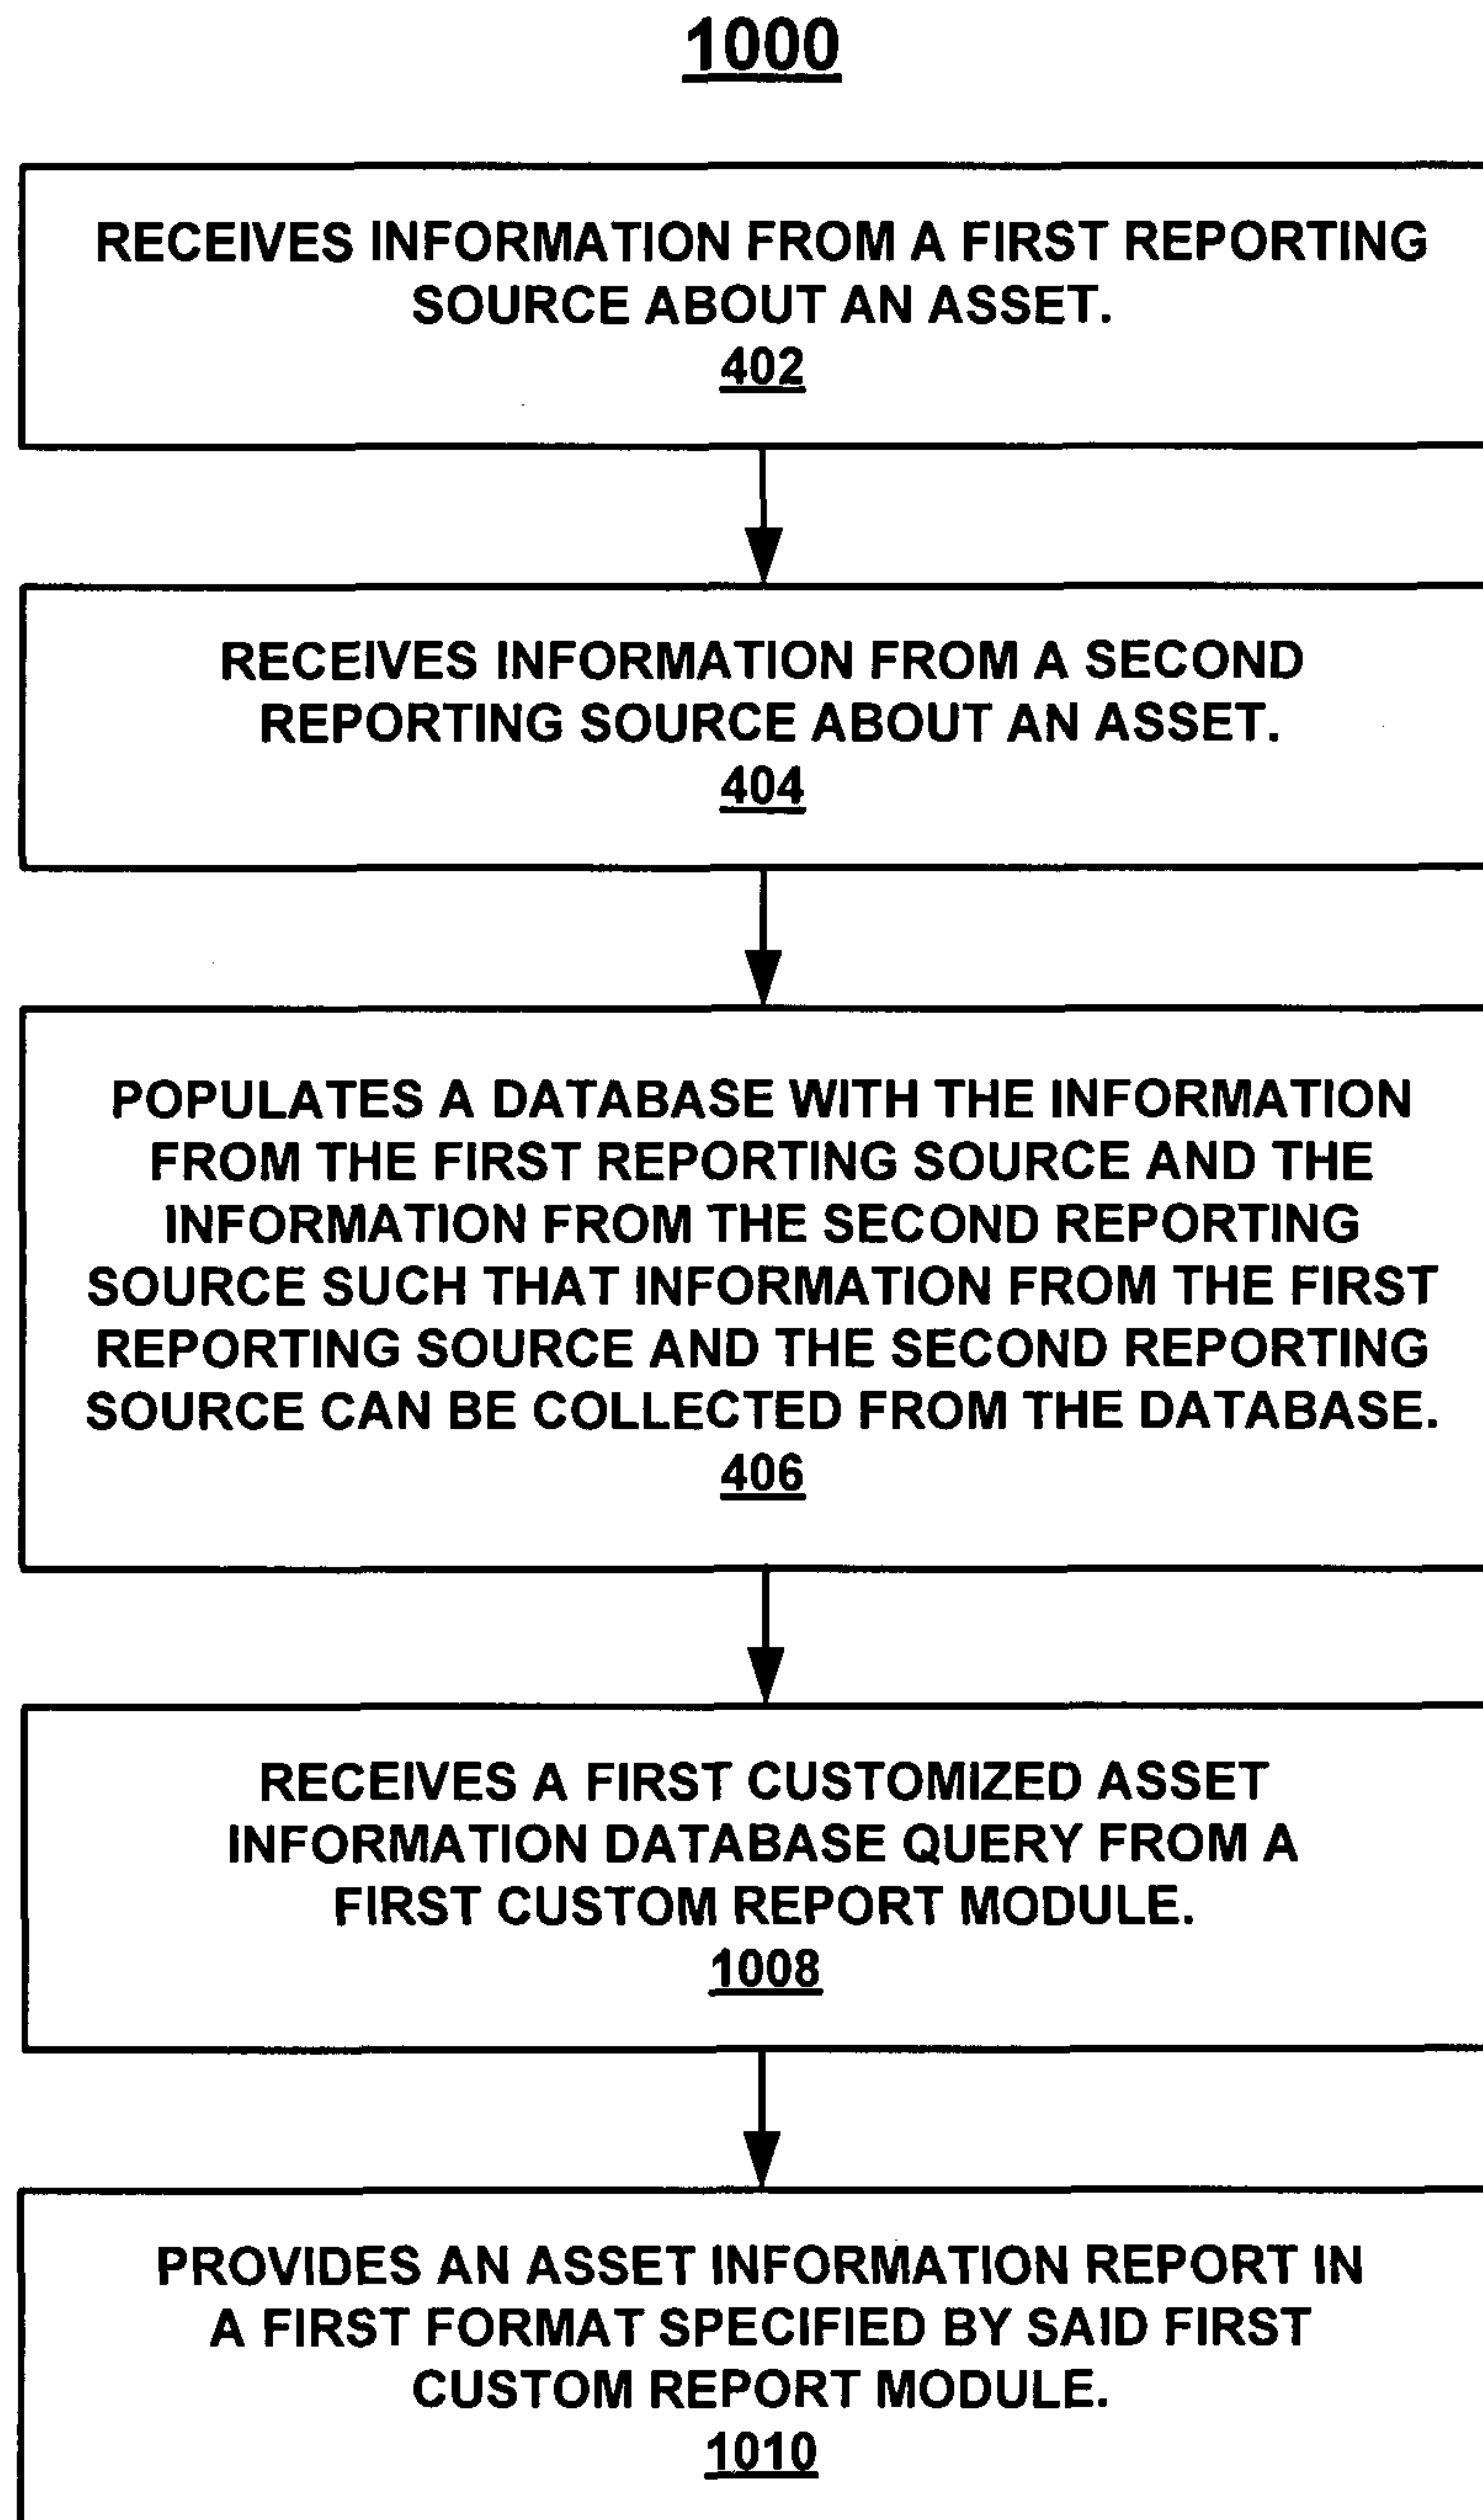 1000
RECEIVES INFORMATION FROM A FIRST REPORTING
SOURCE ABOUT AN ASSET.
402
RECEIVES INFORMATION FROM A SECOND
REPORTING SOURCE ABOUT AN ASSET.
404
POPULATES A DATABASE WITH THE INFORMATION
FROM THE FIRST REPORTING SOURCE AND THE
INFORMATION FROM THE SECOND REPORTING
SOURCE SUCH THAT INFORMATION FROM THE FIRST
REPORTING SOURCE AND THE SECOND REPORTING
SOURCE CAN BE COLLECTED FROM THE DATABASE.
406
RECEIVES A FIRST CUSTOMIZED ASSET
INFORMATION DATABASE QUERY FROM A
FIRST CUSTOM REPORT MODULE.
1008
PROVIDES AN ASSET INFORMATION REPORT IN
A FIRST FORMAT SPECIFIED BY SAID FIRST
CUSTOM REPORT MODULE.
1010